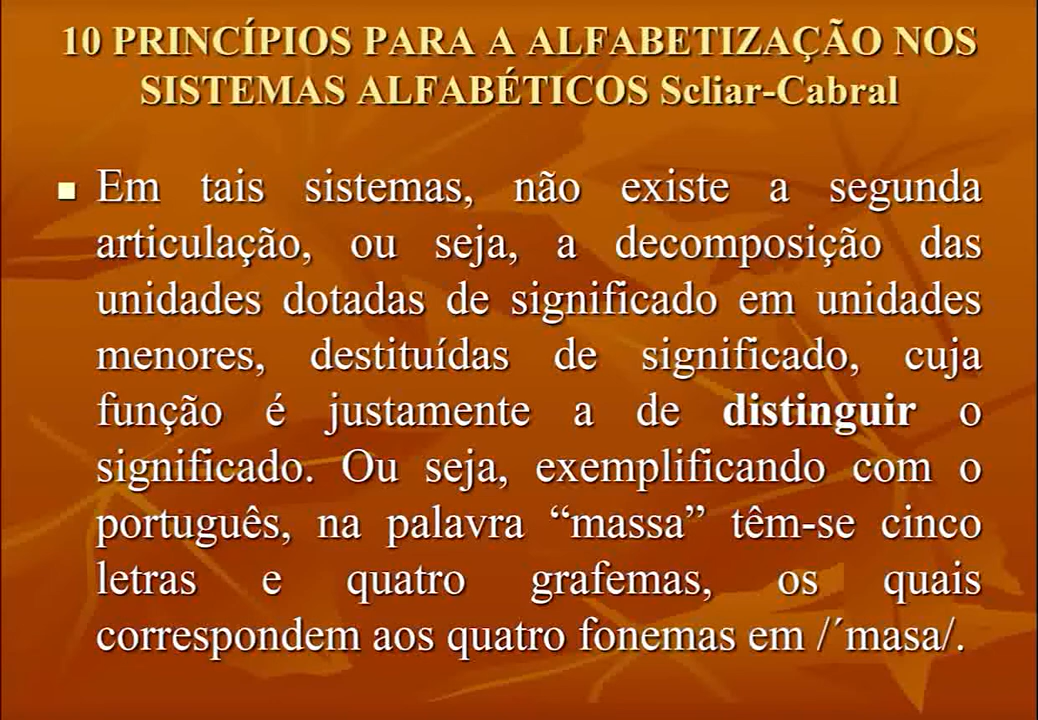 10 PRINCÍPIOS PARA A ALFABETIZAÇÃO NOS
SISTEMAS ALFABÉTICOS Scliar-Cabral
Em tais sistemas, não existe a segunda
articulação, ou seja, a decomposição das
unidades dotadas de significado em unidades
menores, destituídas de significado, cuja
função é justamente a de distinguir o
significado. Ou seja, exemplificando com o
português, na palavra “massa” têm-se cinco
letras e quatro grafemas, os quais
correspondem aos quatro fonemas em /´masa/.